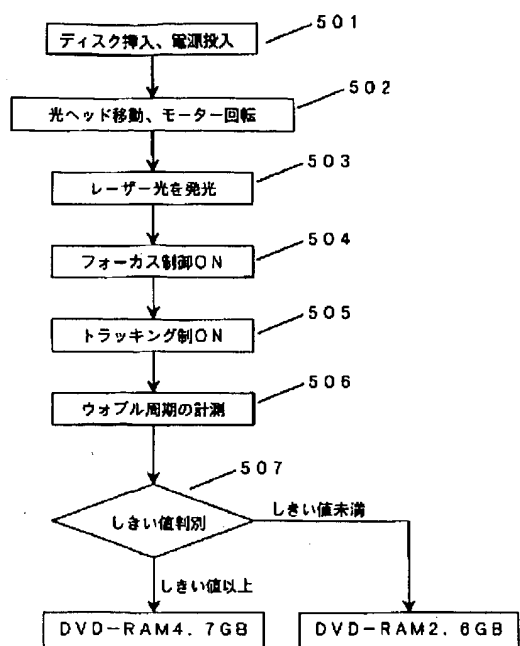 501
ディスク挿入、電源投入
502
光ヘッド移動、モーター回転
503
レーザー光を発光
504
フォーカス制御ON
505
トラッキング制ON
506
ウォブル周期の計測
507
しきい値判別
しきい値未満
しきい値以上
DVD-RAM4.7GB
DVD-RAM2.6GB